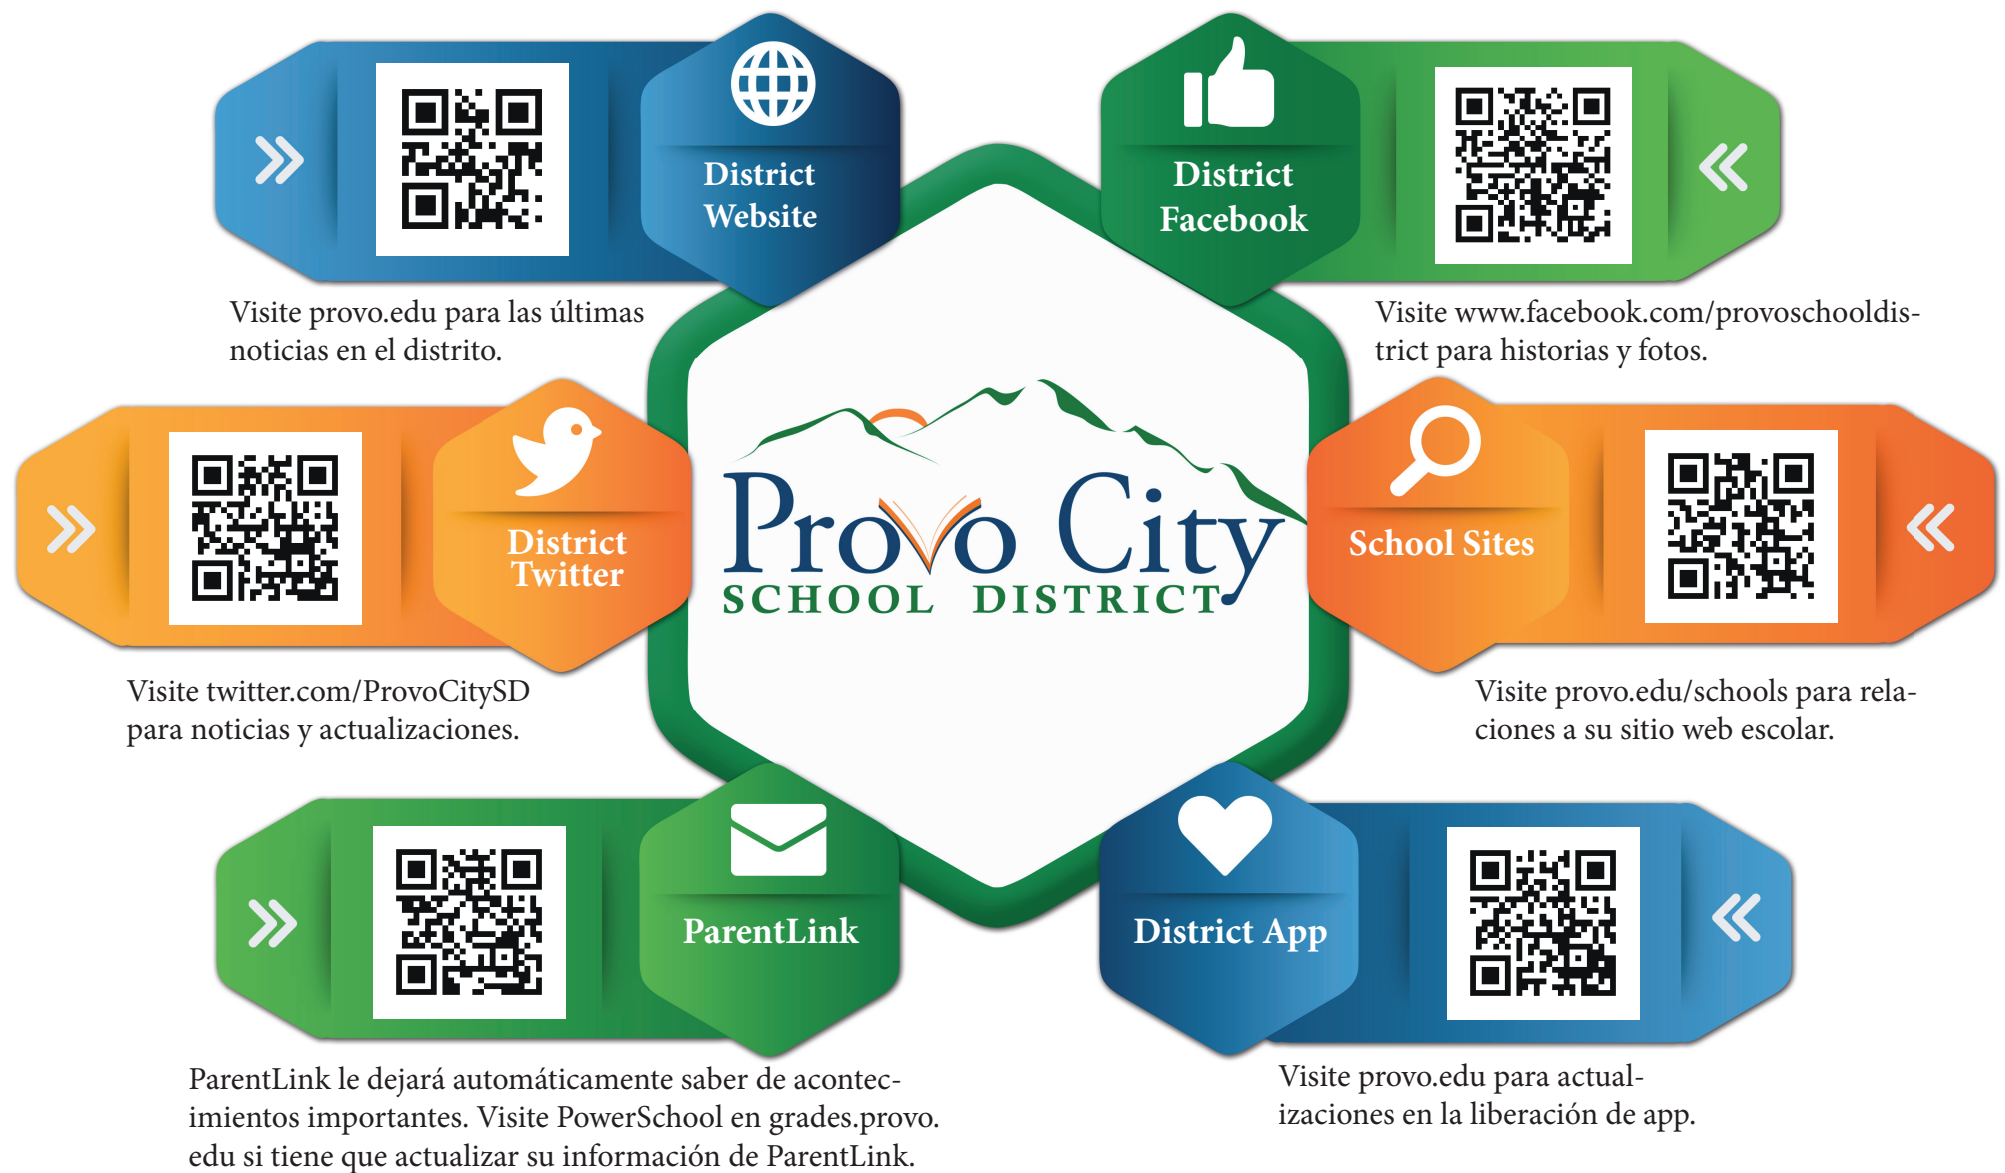 District
Website
Visite provo.edu para las últimas
noticias en el distrito.
District
Facebook
Visite www.facebook.com/provoschooldis-
trict para historias y fotos.
District
Twitter
Visite twitter.com/ProvoCitySD
para noticias y actualizaciones.
Provo City
SCHOOL DISTRICT
School Sites
Visite provo.edu/schools para rela-
ciones a su sitio web escolar.
ParentLink
ParentLink le dejará automáticamente saber de acontec-
imientos importantes. Visite PowerSchool en grades.provo.
edu si tiene que actualizar su información de ParentLink.
District App
Visite provo.edu para actual-
izaciones en la liberación de app.